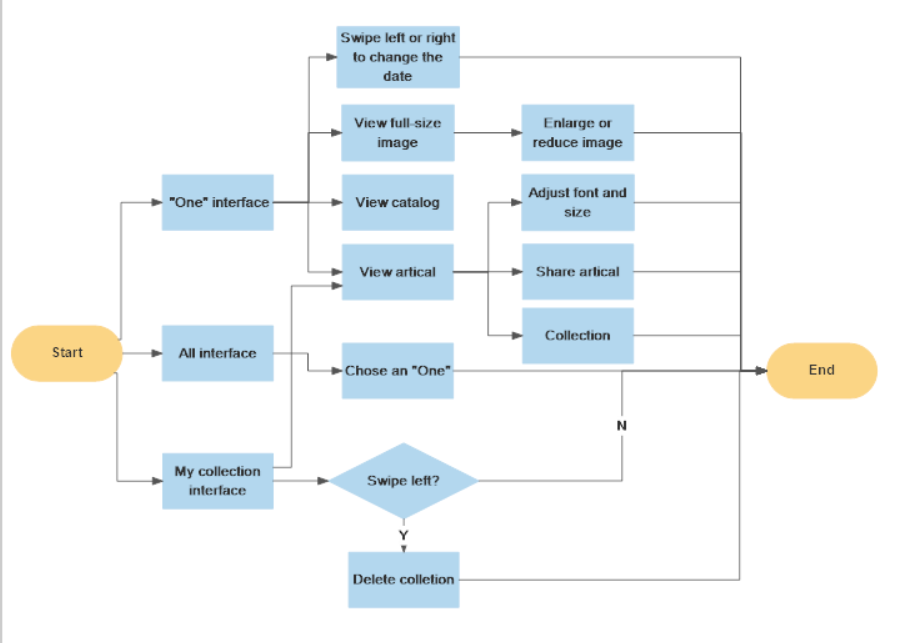 Swipe left or right
to change the
date
View full-size
image
Enlarge or
reduce image
"One" interface
View catalog
Adjust font and
size
View artical
Share artical
Collection
Start
All interface
Chose an "One"
End
N
My collection
interface
Swipe left?
Y
Delete colletion